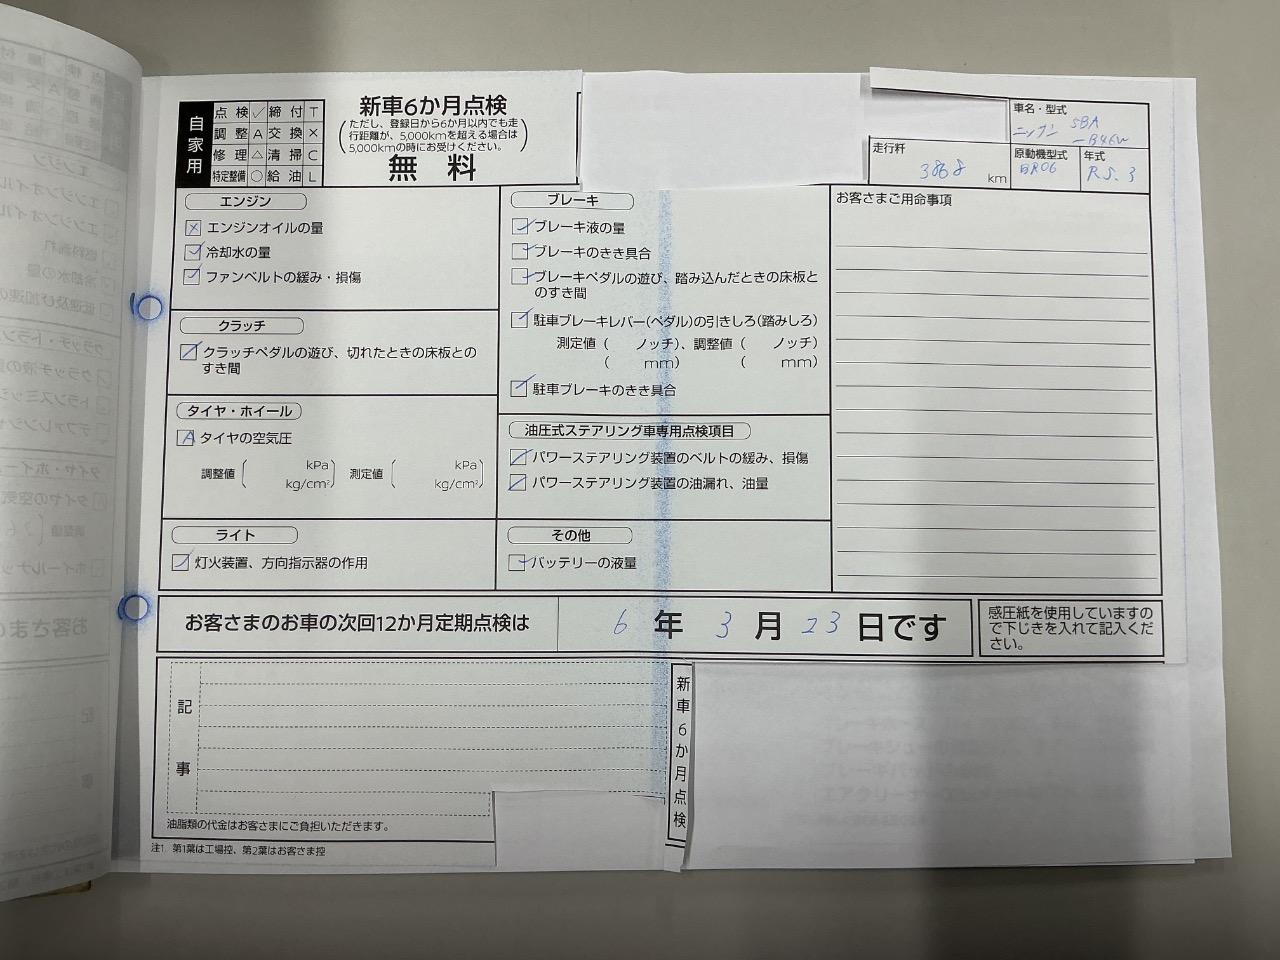 自家用
点検 ✓ 締付 T
調整 A 交換 ×
修理 △ 清掃 C
特定整備 ○ 給油 L
新車6か月点検
(ただし、登録日から6か月以内でも走
行距離が、5,000kmを超える場合は
5,000kmの時にお受けください。)
無料
車名・型式
ニッサン 5BA
-B46W
走行粁
3868 km
原動機型式
BR06
年式
R5.3
エンジン
× エンジンオイルの量
✓ 冷却水の量
✓ ファンベルトの緩み・損傷
クラッチ
クラッチペダルの遊び、切れたときの床板との
すき間
タイヤ・ホイール
A タイヤの空気圧
調整値 ( kPa kg/cm² ) 測定値 ( kPa kg/cm² )
ライト
✓ 灯火装置、方向指示器の作用
ブレーキ
✓ ブレーキ液の量
✓ ブレーキのきき具合
✓ ブレーキペダルの遊び、踏み込んだときの床板と
のすき間
✓ 駐車ブレーキレバー(ペダル)の引きしろ(踏みしろ)
測定値 ( ノッチ)、調整値 ( ノッチ)
( mm) ( mm)
✓ 駐車ブレーキのきき具合
油圧式ステアリング車専用点検項目
パワーステアリング装置のベルトの緩み、損傷
パワーステアリング装置の油漏れ、油量
その他
✓ バッテリーの液量
お客さまご用命事項
お客さまのお車の次回12か月定期点検は 6 年 3 月 23 日です
感圧紙を使用していますの
で下じきを入れて記入くだ
さい。
記事
新車6か月点検
油脂類の代金はお客さまにご負担いただきます。
注1. 第1葉は工場控、第2葉はお客さま控